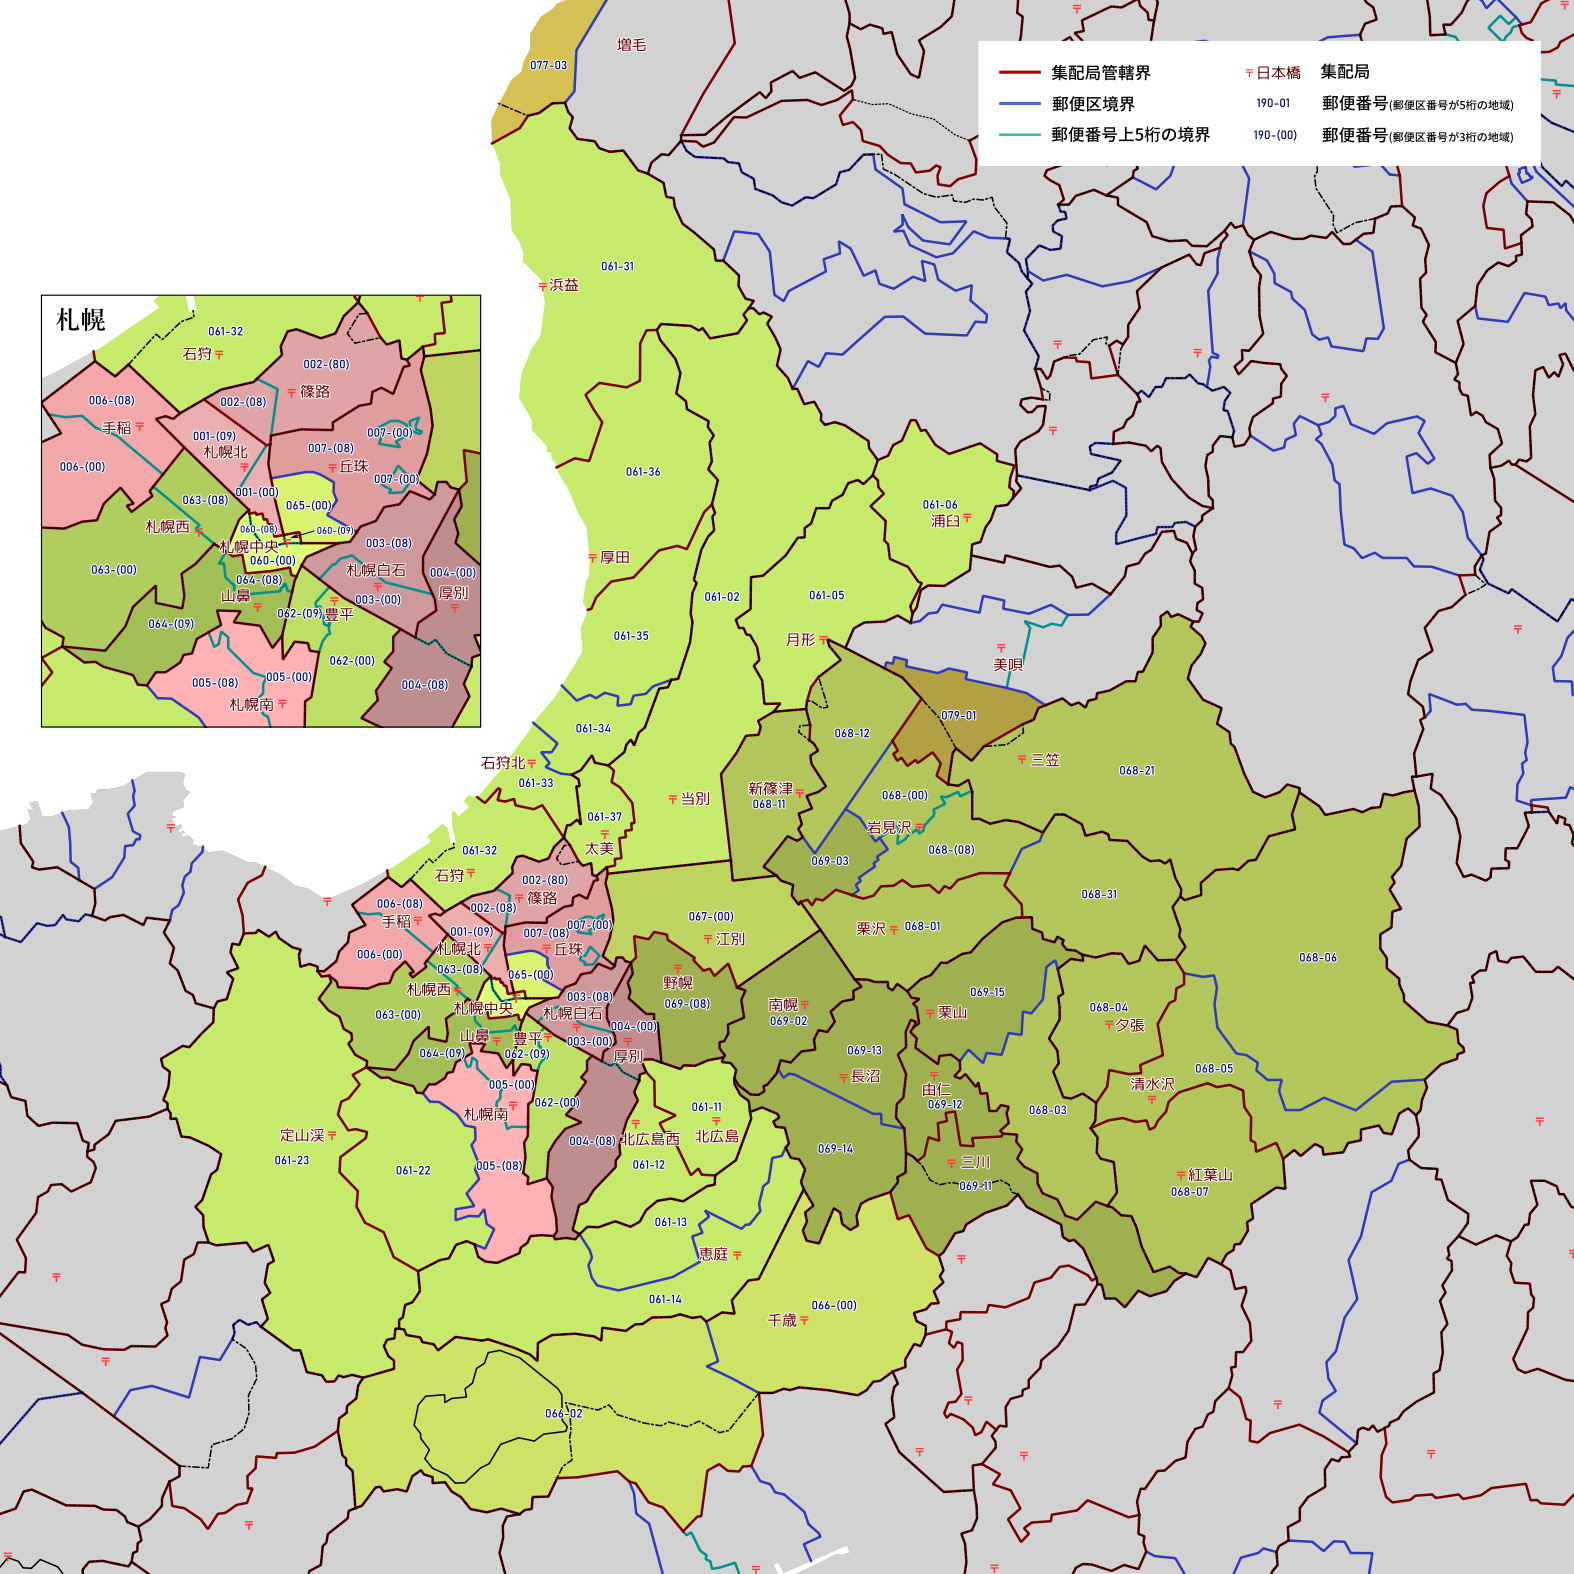 077-03
増毛
集配局管轄界
〒日本橋 集配局
郵便区境界
190-01 郵便番号(郵便区番号が5桁の地域)
郵便番号上5桁の境界
190-(00) 郵便番号(郵便区番号が3桁の地域)
061-31
浜益
札幌
061-32
石狩
002-(80)
篠路
006-(08)
手稲
002-(08)
001-(09)
札幌北
007-(00)
007-(08)
丘珠
006-(00)
007-(00)
001-(00)
063-(08)
065-(00)
札幌西
060-(08)
060-(09)
札幌中央
060-(00)
003-(08)
063-(00)
札幌白石
004-(00)
064-(08)
山鼻
厚別
003-(00)
062-(09)
豊平
064-(09)
062-(00)
005-(00)
005-(08)
004-(08)
札幌南
061-36
061-06
浦臼
厚田
061-02
061-05
061-35
月形
美唄
079-01
061-34
068-12
石狩北
三笠
068-21
061-33
新篠津
068-11
当別
068-(00)
061-37
岩見沢
太美
061-32
068-(08)
069-03
石狩
002-(80)
篠路
068-31
006-(08)
002-(08)
手稲
067-(00)
007-(00)
栗沢
068-01
001-(09)
007-(08)
江別
札幌北
丘珠
006-(00)
068-06
063-(08)
065-(00)
野幌
069-(08)
札幌西
003-(08)
069-15
南幌
069-02
068-04
札幌中央
札幌白石
栗山
063-(00)
004-(00)
夕張
山鼻
豊平
003-(00)
064-(09)
062-(09)
厚別
069-13
長沼
068-05
005-(00)
清水沢
由仁
069-12
062-(00)
061-11
068-03
札幌南
定山渓
061-23
004-(08)
北広島西
北広島
069-14
061-22
005-(08)
061-12
三川
紅葉山
068-07
069-11
061-13
恵庭
061-14
066-(00)
千歳
066-02